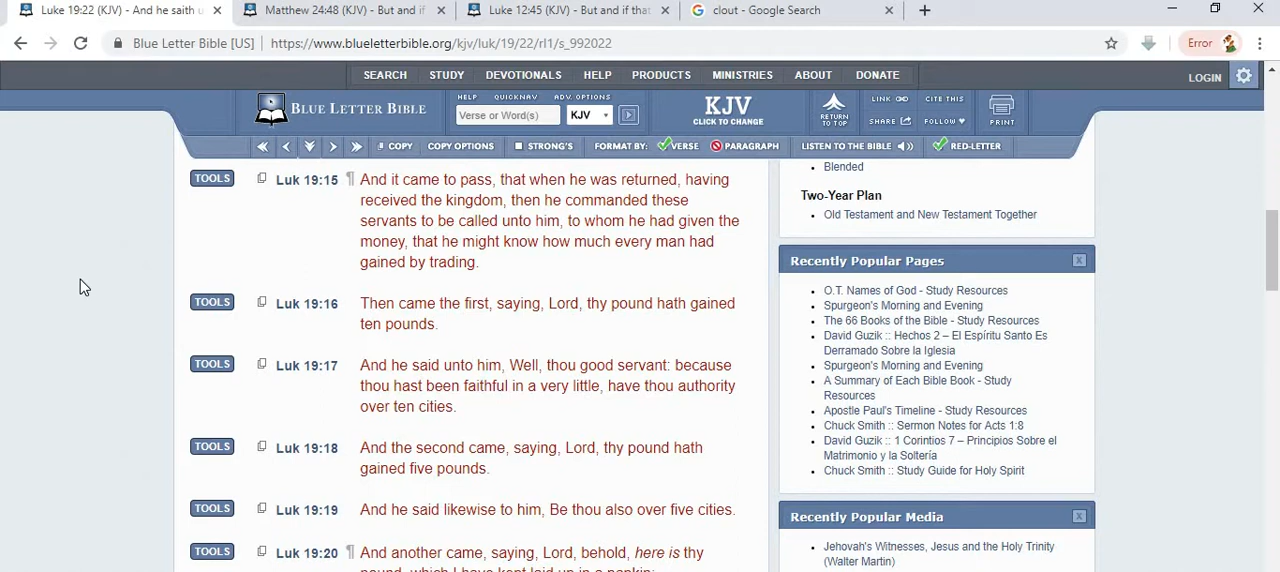 Luke 19:22 (KJV) - And he saith u
Matthew 24:48 (KJV) - But and if
Luke 12:45 (KJV) - But and if that
clout - Google Search
Blue Letter Bible [US]
https://www.blueletterbible.org/kjv/luk/19/22/rl1/s_992022
Error
SEARCH STUDY DEVOTIONALS HELP PRODUCTS MINISTRIES ABOUT DONATE
LOGIN
BLUE LETTER BIBLE
HELP QUICKNAV ADV. OPTIONS
Verse or Word(s)
KJV
KJV
CLICK TO CHANGE
RETURN
TO TOP
LINK CITE THIS
SHARE FOLLOW
PRINT
COPY COPY OPTIONS STRONG'S FORMAT BY: VERSE PARAGRAPH LISTEN TO THE BIBLE RED-LETTER
TOOLS Luk 19:15 ¶ And it came to pass, that when he was returned, having
received the kingdom, then he commanded these
servants to be called unto him, to whom he had given the
money, that he might know how much every man had
gained by trading.
TOOLS Luk 19:16 Then came the first, saying, Lord, thy pound hath gained
ten pounds.
TOOLS Luk 19:17 And he said unto him, Well, thou good servant: because
thou hast been faithful in a very little, have thou authority
over ten cities.
TOOLS Luk 19:18 And the second came, saying, Lord, thy pound hath
gained five pounds.
TOOLS Luk 19:19 And he said likewise to him, Be thou also over five cities.
TOOLS Luk 19:20 ¶ And another came, saying, Lord, behold, here is thy
pound, which I have kept laid up in a napkin:
Blended
Two-Year Plan
Old Testament and New Testament Together
Recently Popular Pages
O.T. Names of God - Study Resources
Spurgeon's Morning and Evening
The 66 Books of the Bible - Study Resources
David Guzik :: Hechos 2 – El Espíritu Santo Es
Derramado Sobre la Iglesia
Spurgeon's Morning and Evening
A Summary of Each Bible Book - Study
Resources
Apostle Paul's Timeline - Study Resources
Chuck Smith :: Sermon Notes for Acts 1:8
David Guzik :: 1 Corintios 7 – Principios Sobre el
Matrimonio y la Soltería
Chuck Smith :: Study Guide for Holy Spirit
Recently Popular Media
Jehovah's Witnesses, Jesus and the Holy Trinity
(Walter Martin)